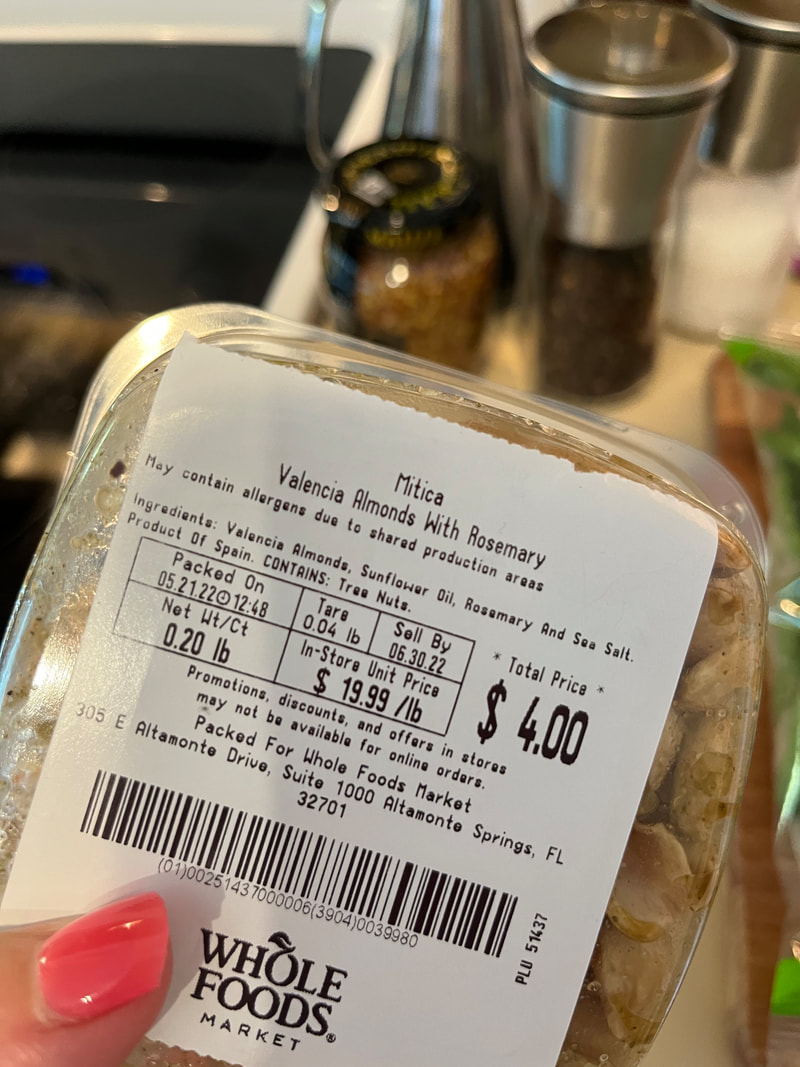 Mitica
Valencia Almonds With Rosemary
May contain allergens due to shared production areas
Ingredients: Valencia Almonds, Sunflower Oil, Rosemary And Sea Salt.
Product Of Spain. CONTAINS: Tree Nuts.
Packed On
05.21.22 12:48
Tare
0.04 lb
Sell By
06.30.22
Net Wt/Ct
0.20 lb
In-Store Unit Price
$ 19.99 /lb
* Total Price *
$ 4.00
Promotions, discounts, and offers in stores
may not be available for online orders.
Packed For Whole Foods Market
305 E Altamonte Drive, Suite 1000 Altamonte Springs, FL
32701
(01)00251437000006(3904)0039980
PLU 51437
WHOLE
FOODS®
MARKET